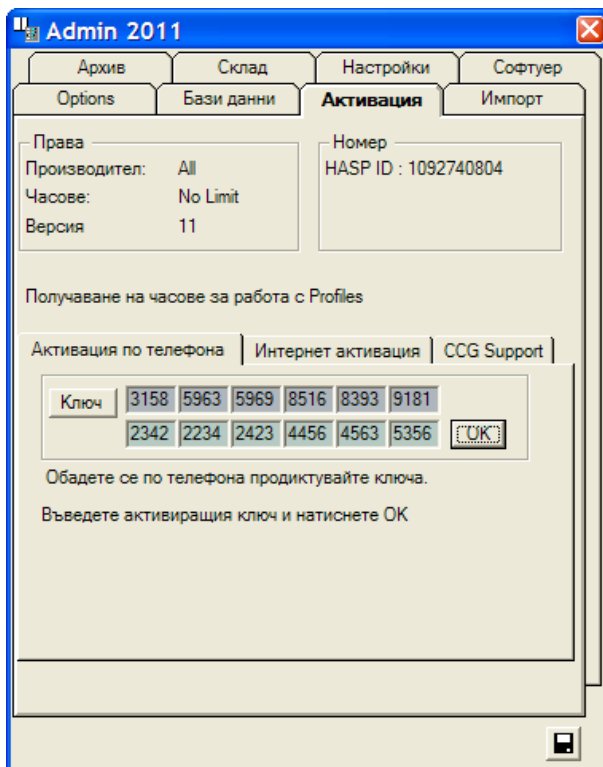 Admin 2011
Архив Склад Настройки Софтуер
Options Бази данни Активация Импорт
Права
Производител: All
Часове: No Limit
Версия 11
Номер
HASP ID : 1092740804
Получаване на часове за работа с Profiles
Активация по телефона Интернет активация CCG Support
Ключ 3158 5963 5969 8516 8393 9181
2342 2234 2423 4456 4563 5356 OK
Обадете се по телефона продиктувайте ключа.
Въведете активиращия ключ и натиснете OK